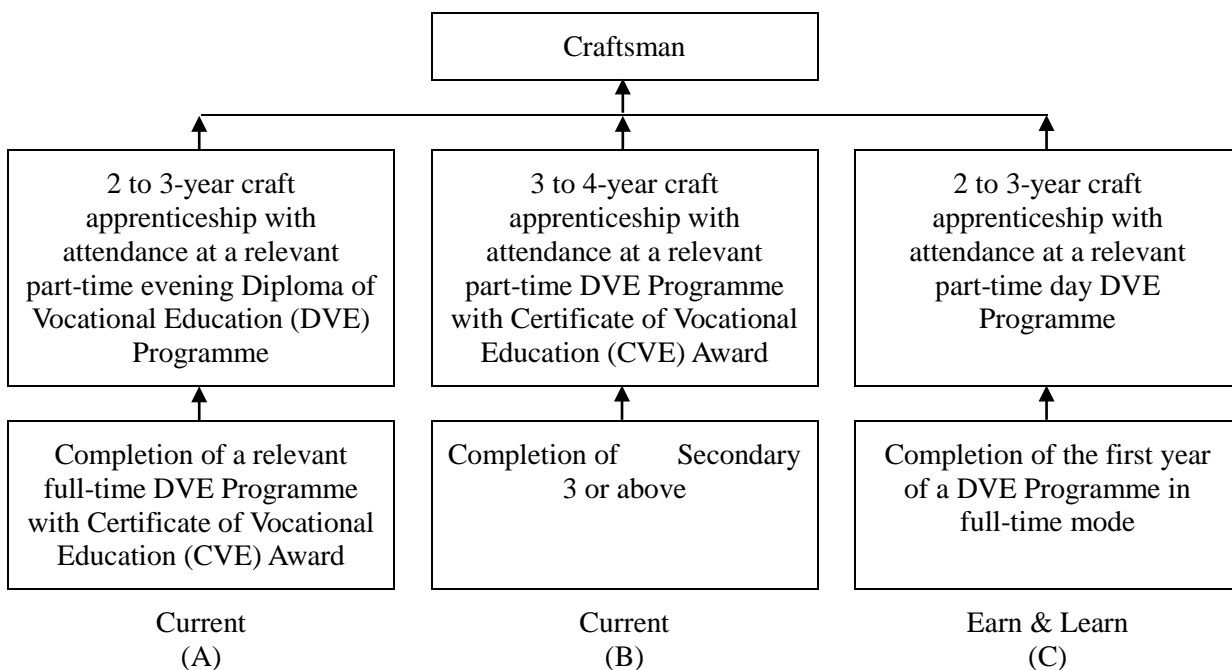 Craftsman
2 to 3-year craft
apprenticeship with
attendance at a relevant
part-time evening Diploma of
Vocational Education (DVE)
Programme
3 to 4-year craft
apprenticeship with
attendance at a relevant
part-time DVE Programme
with Certificate of Vocational
Education (CVE) Award
2 to 3-year craft
apprenticeship with
attendance at a relevant
part-time day DVE
Programme
Completion of a relevant
full-time DVE Programme
with Certificate of Vocational
Education (CVE) Award
Completion of Secondary
3 or above
Completion of the first year
of a DVE Programme in
full-time mode
Current
(A)
Current
(B)
Earn & Learn
(C)